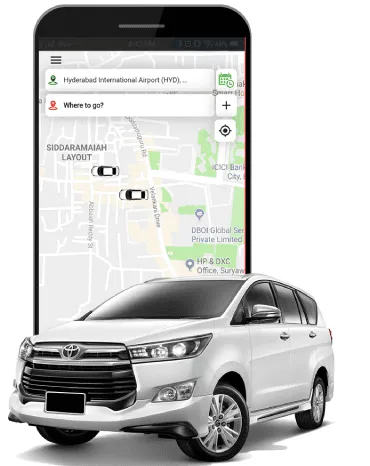 Hyderabad International Airport (HYD), ...
Where to go?
SIDDARAMAIAH
LAYOUT
ICICI Bank
City, 
DBOI Global Ser
Private Limited
HP & DXC
Office, Suryaw